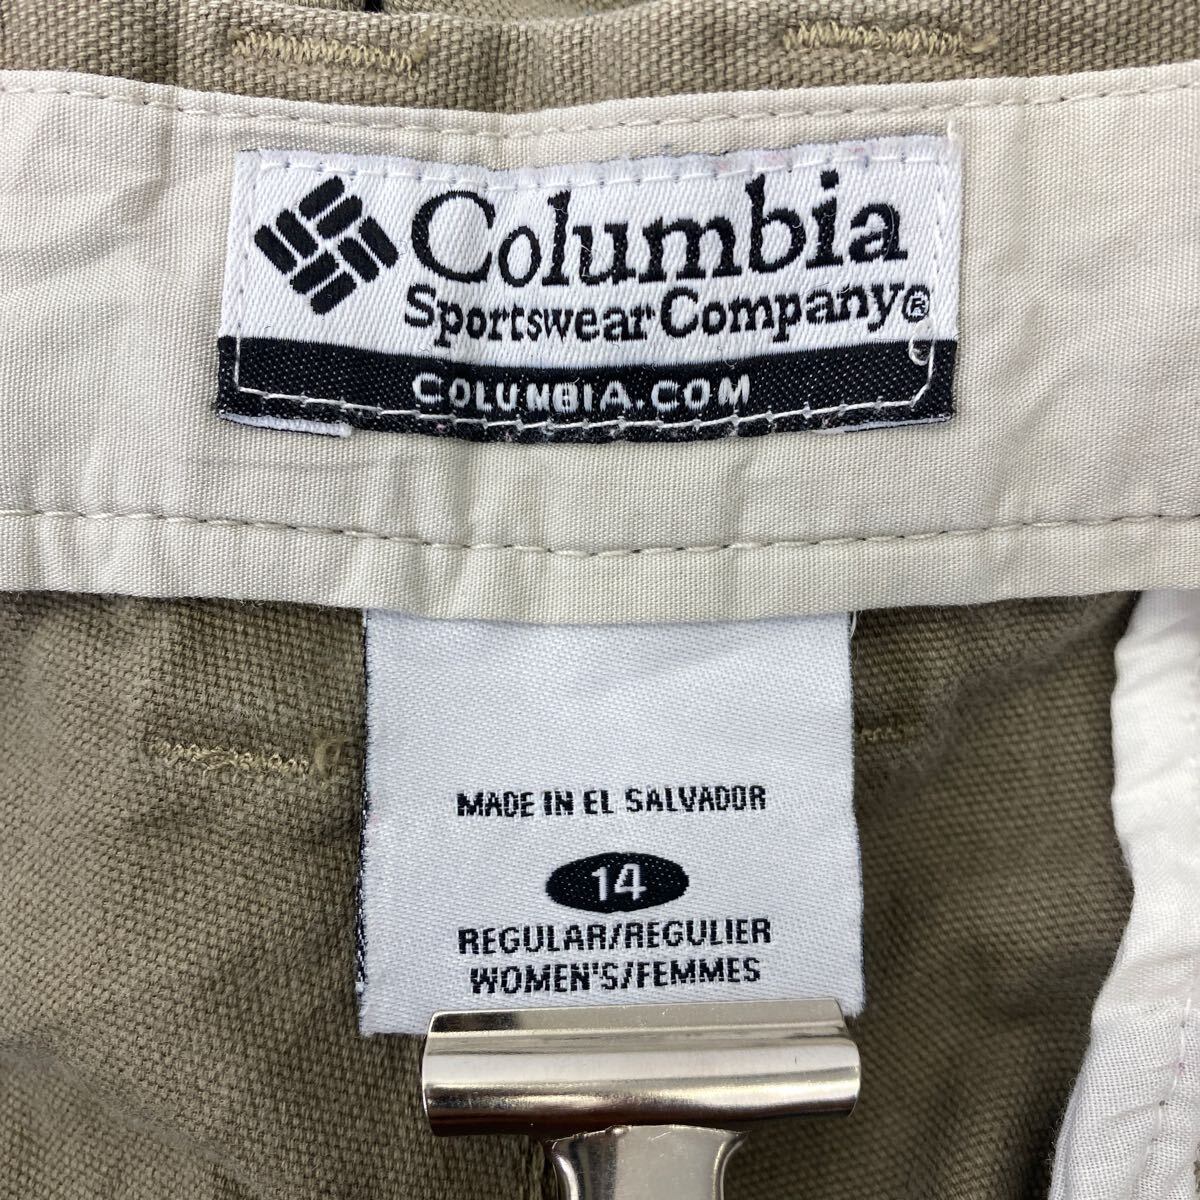 Columbia
Sportswear Company®
COLUMBIA.COM
MADE IN EL SALVADOR
14
REGULAR/REGULIER
WOMEN'S/FEMMES